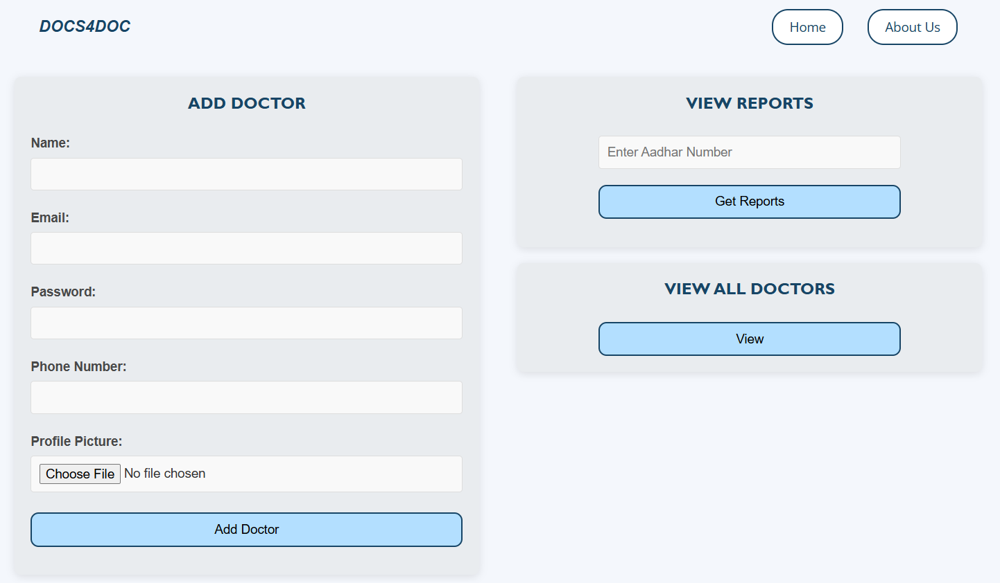 DOCS4DOC
Home
About Us
ADD DOCTOR
Name:
Email:
Password:
Phone Number:
Profile Picture:
Choose File No file chosen
Add Doctor
VIEW REPORTS
Enter Aadhar Number
Get Reports
VIEW ALL DOCTORS
View